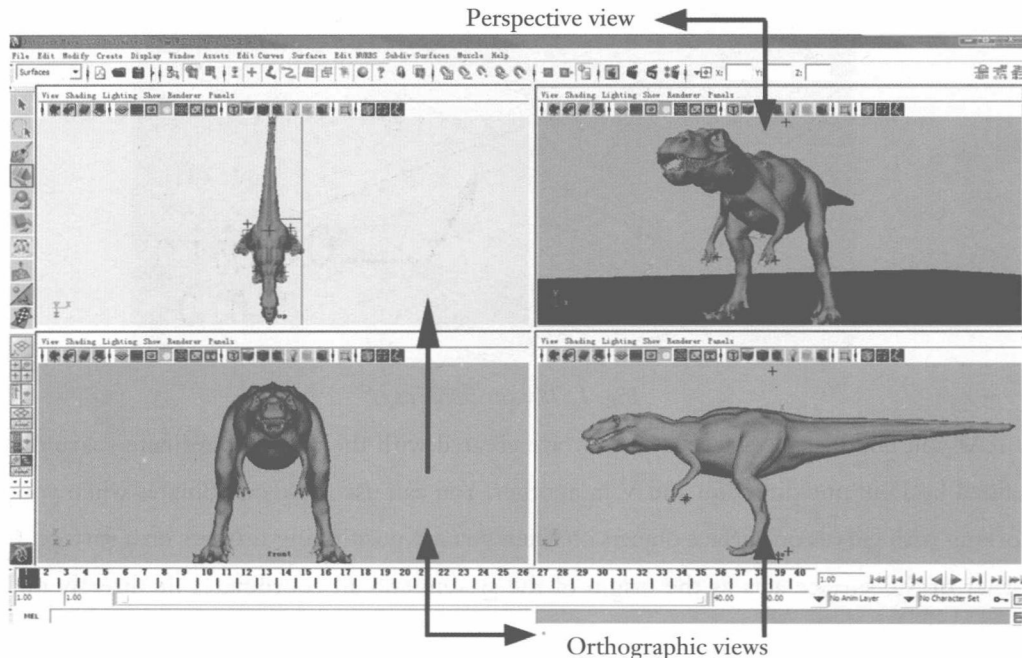 Perspective view
File Edit Modify Create Display Window Assets Edit Curves Surfaces Edit NURBS Subdiv Surfaces Muscle Help
Surfaces X: Y: Z:
View Shading Lighting Show Renderer Panels
View Shading Lighting Show Renderer Panels
View Shading Lighting Show Renderer Panels
View Shading Lighting Show Renderer Panels
front
2 3 4 5 6 7 8 9 10 11 12 13 14 15 16 17 18 19 20 21 22 23 24 25 26 27 28 29 30 31 32 33 34 35 36 37 38 39 40 1.00
1.00 1.00 40.00 No Anim Layer No Character Set
MEL
Orthographic views